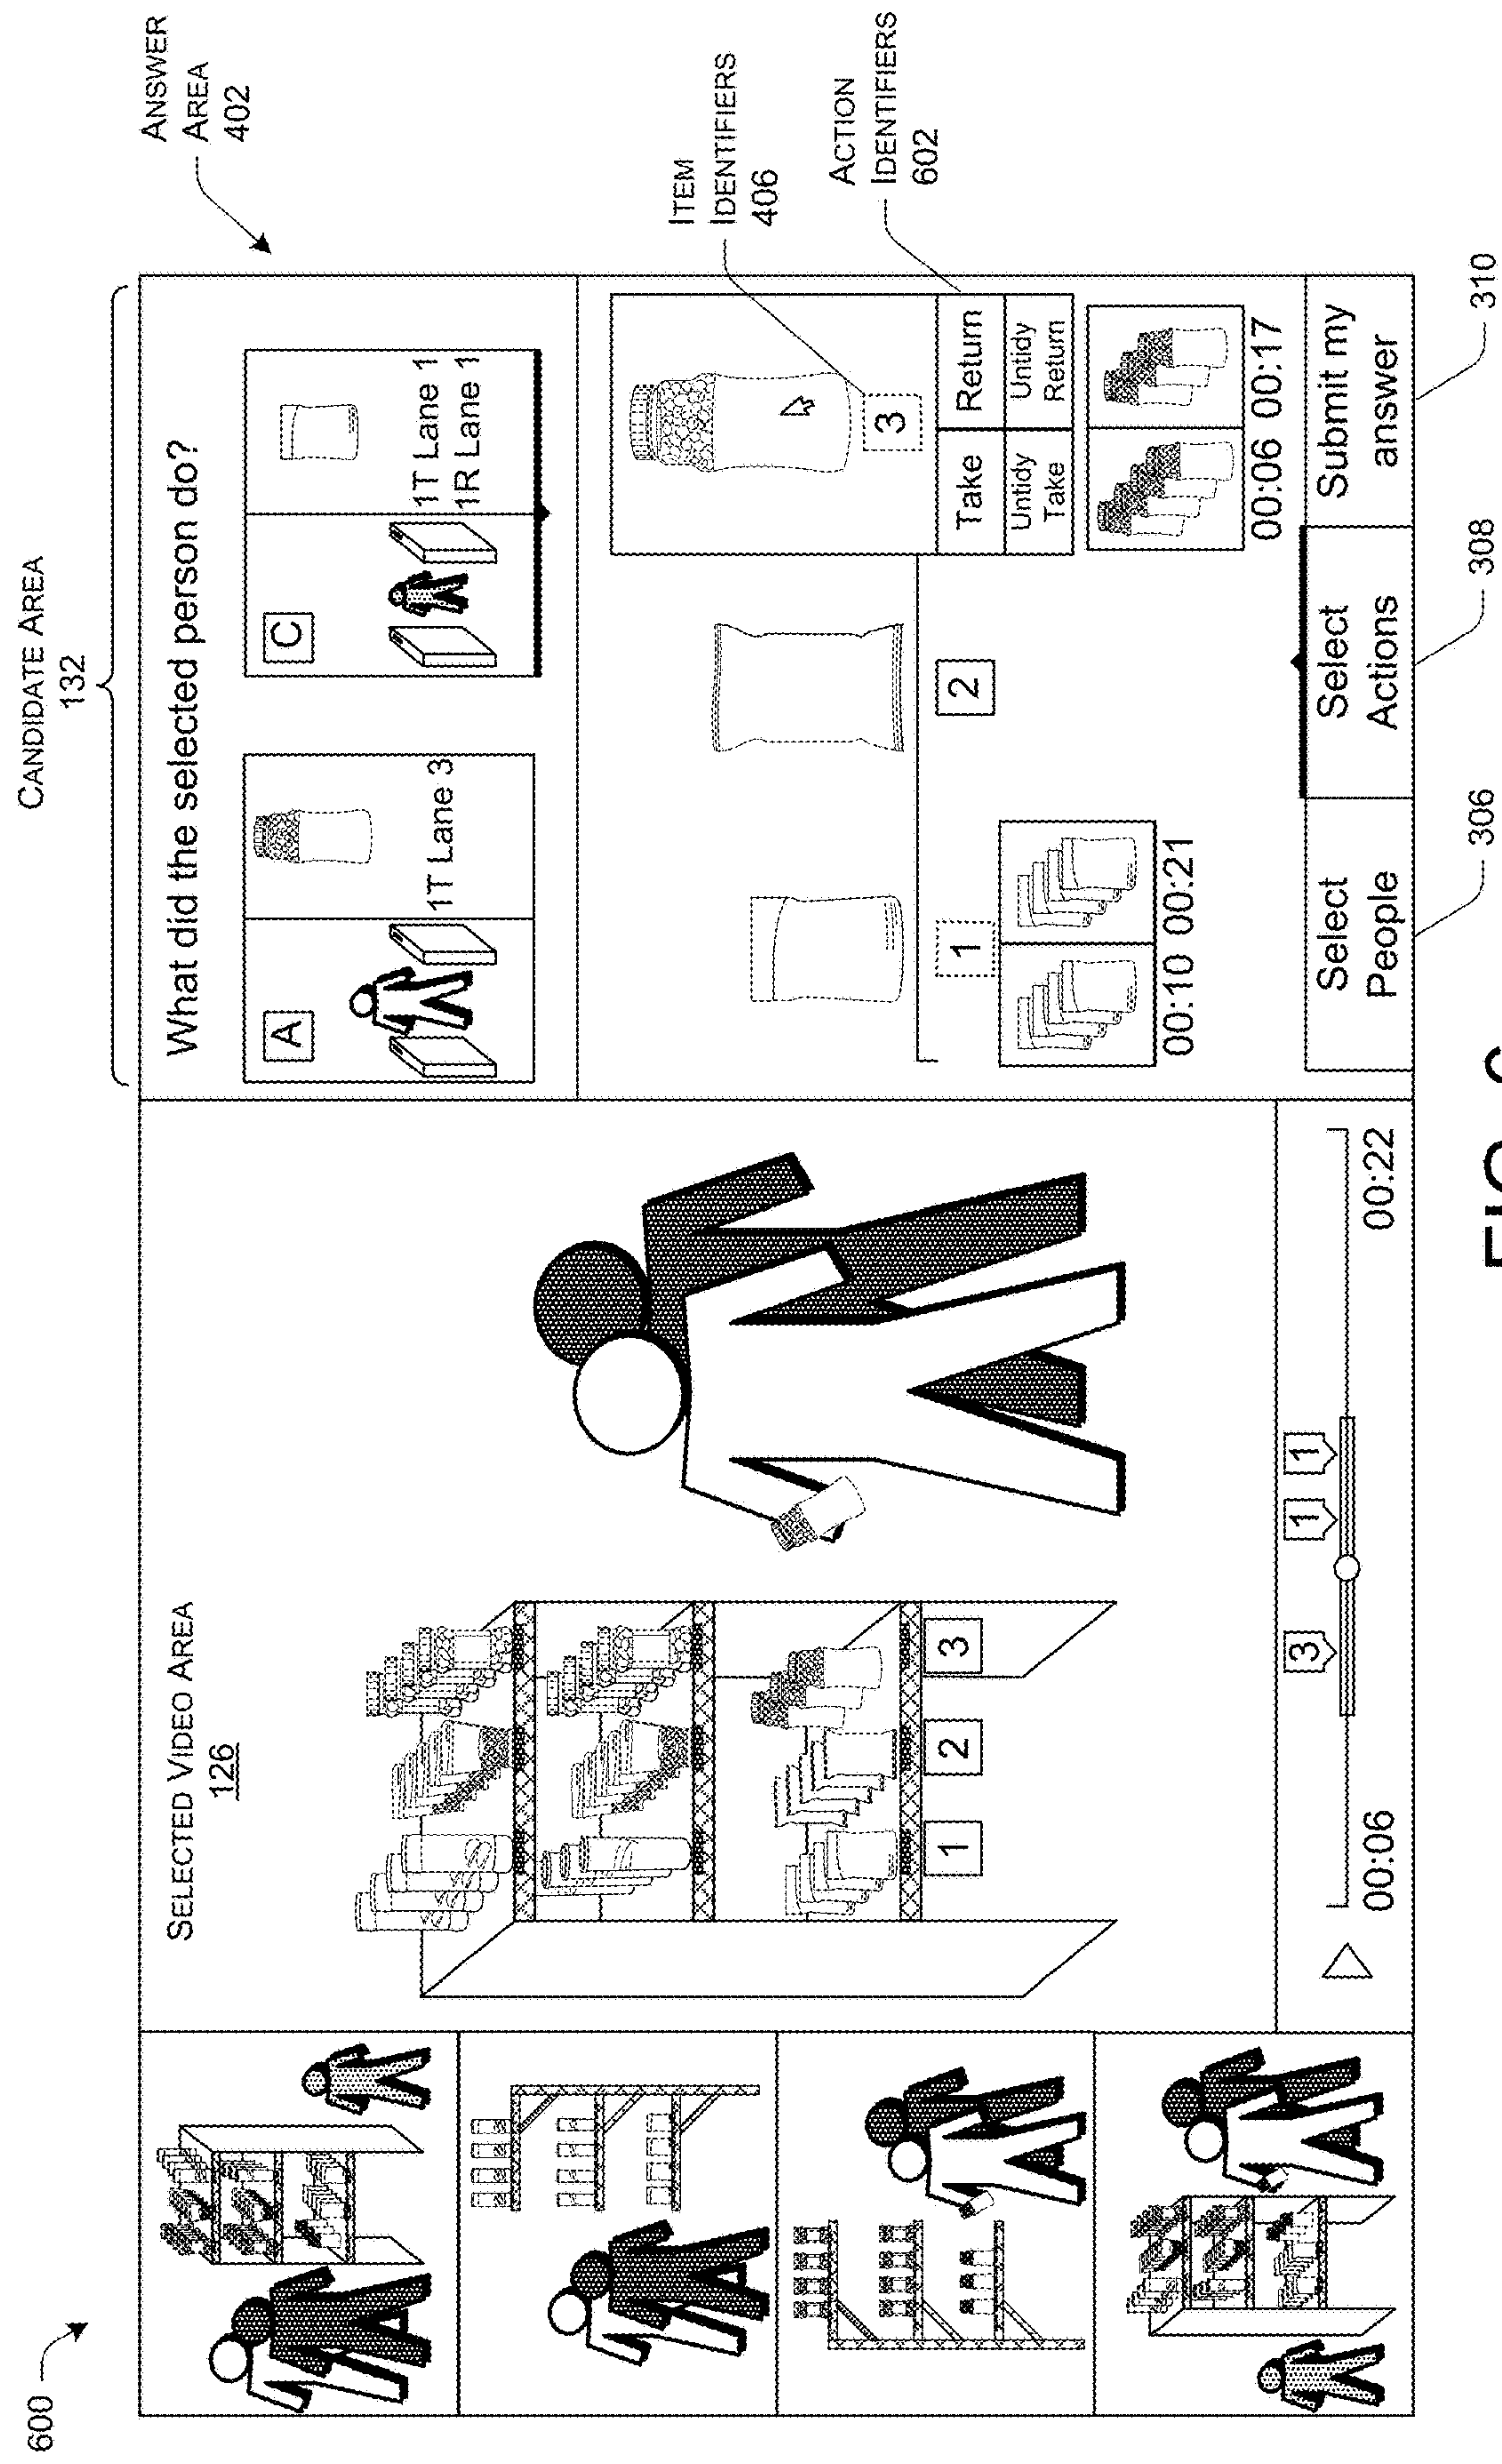 600
CANDIDATE AREA
132
ANSWER
AREA
402
SELECTED VIDEO AREA
126
1
2
3
3
1
1
00:06
00:22
What did the selected person do?
A
1T Lane 3
C
1T Lane 1
1R Lane 1
ITEM
IDENTIFIERS
406
ACTION
IDENTIFIERS
602
1
2
3
Take
Return
Untidy
Take
Untidy
Return
00:10 00:21
00:06 00:17
Select
People
Select
Actions
Submit my
answer
306
308
310